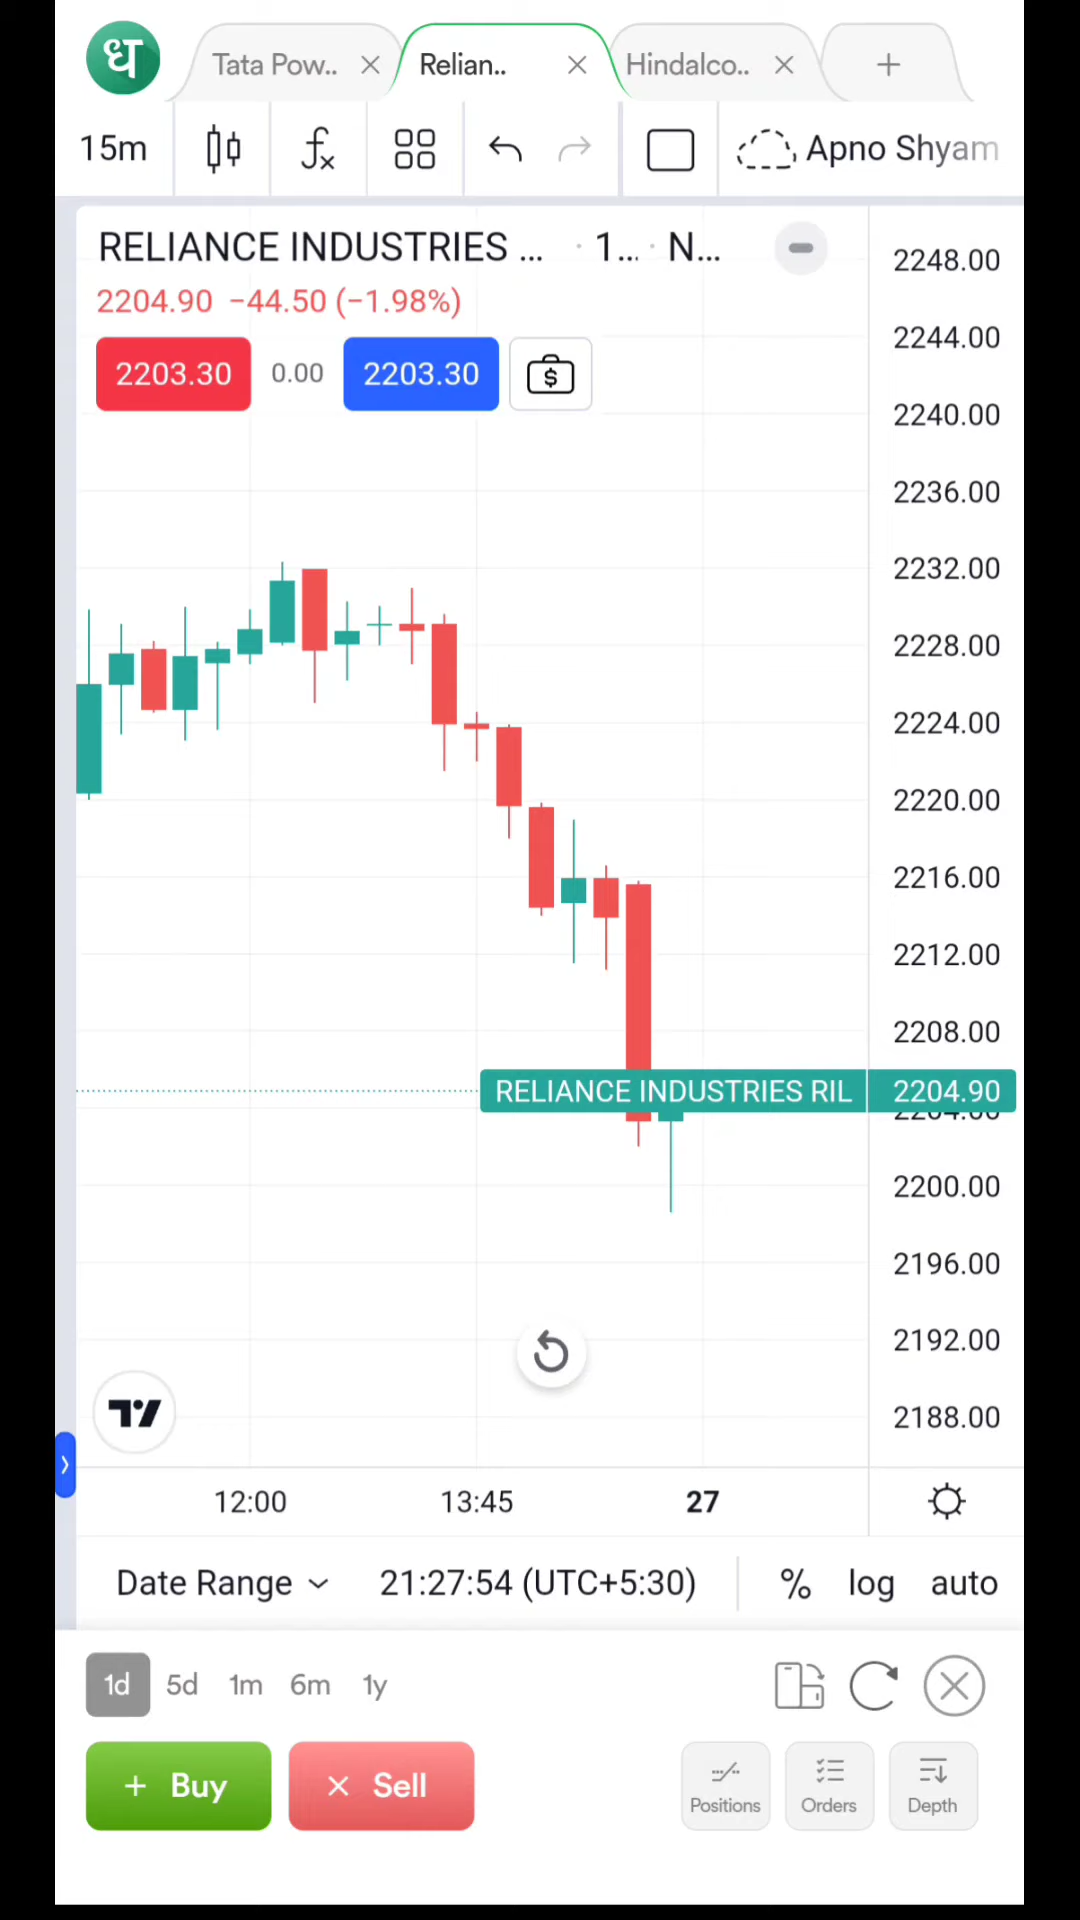 ध
Tata Pow..
Relian..
Hindalco..
15m
Apno Shyam
RELIANCE INDUSTRIES ... · 1... · N...
2204.90 −44.50 (−1.98%)
2203.30 0.00 2203.30
2248.00
2244.00
2240.00
2236.00
2232.00
2228.00
2224.00
2220.00
2216.00
2212.00
2208.00
RELIANCE INDUSTRIES RIL 2204.90
2204.00
2200.00
2196.00
2192.00
2188.00
12:00 13:45 27
Date Range 21:27:54 (UTC+5:30) % log auto
1d 5d 1m 6m 1y
+ Buy × Sell
Positions Orders Depth